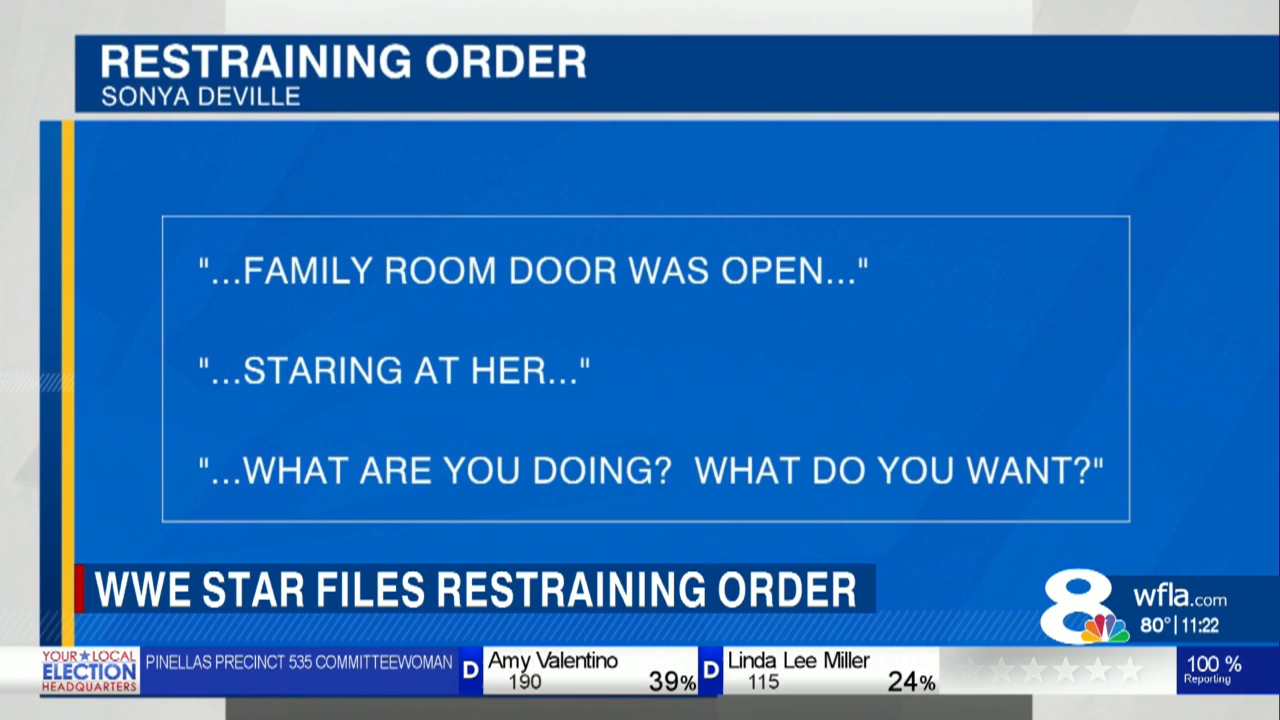 RESTRAINING ORDER
SONYA DEVILLE
"...FAMILY ROOM DOOR WAS OPEN..."
"...STARING AT HER..."
"...WHAT ARE YOU DOING?  WHAT DO YOU WANT?"
WWE STAR FILES RESTRAINING ORDER
8
wfla.com
80° | 11:22
YOUR★LOCAL
ELECTION
HEADQUARTERS
PINELLAS PRECINCT 535 COMMITTEEWOMAN
D
Amy Valentino
190 39%
D
Linda Lee Miller
115 24%
100 %
Reporting